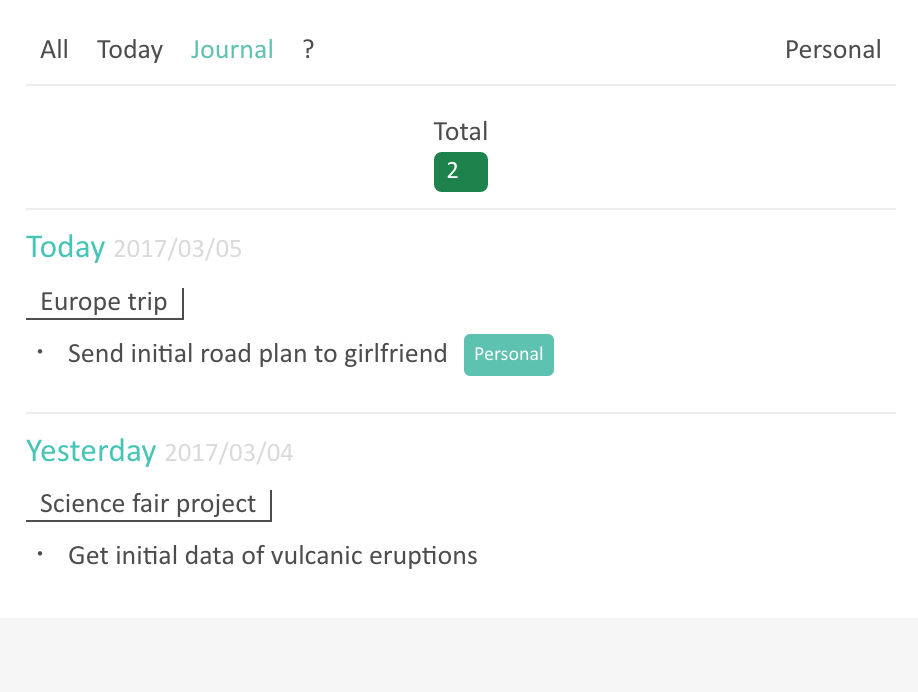 All Today Journal ? Personal
Total
2
Today 2017/03/05
Europe trip
· Send initial road plan to girlfriend Personal
Yesterday 2017/03/04
Science fair project
· Get initial data of vulcanic eruptions